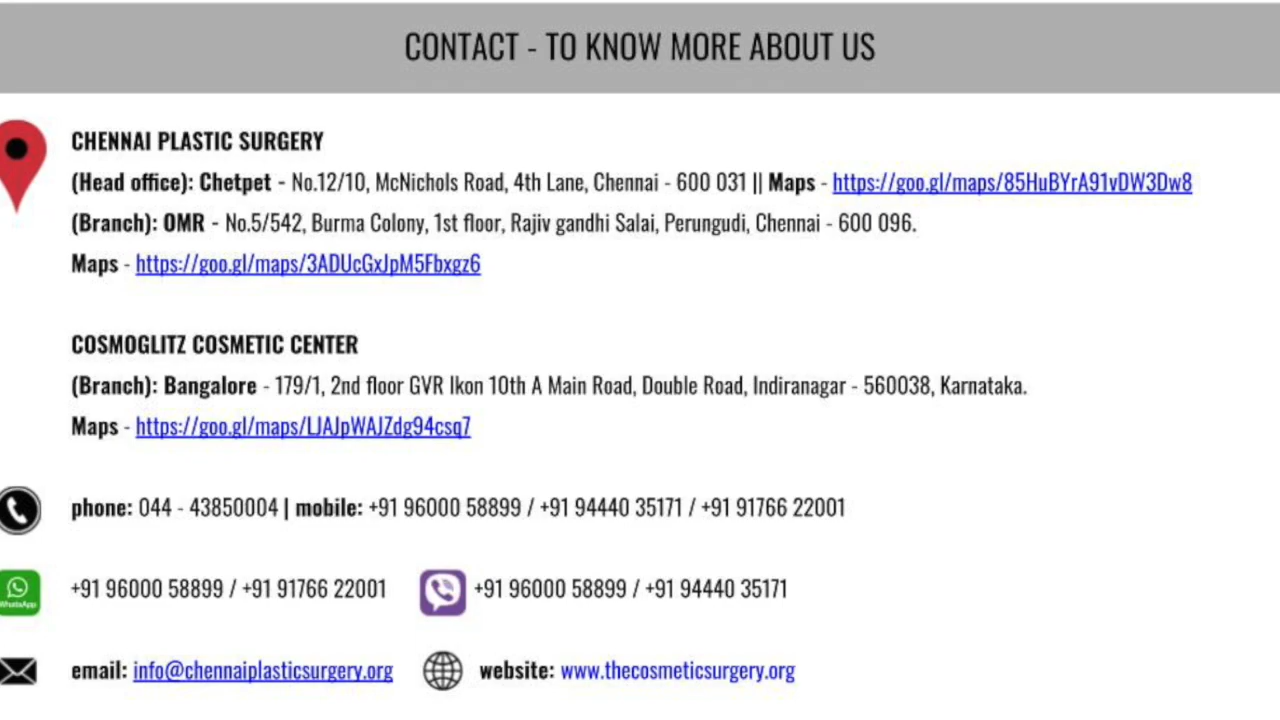 CONTACT - TO KNOW MORE ABOUT US
CHENNAI PLASTIC SURGERY
(Head office): Chetpet - No.12/10, McNichols Road, 4th Lane, Chennai - 600 031 || Maps - https://goo.gl/maps/85HuBYrA91vDW3Dw8
(Branch): OMR - No.5/542, Burma Colony, 1st floor, Rajiv gandhi Salai, Perungudi, Chennai - 600 096.
Maps - https://goo.gl/maps/3ADUcGxJpM5Fbxgz6
COSMOGLITZ COSMETIC CENTER
(Branch): Bangalore - 179/1, 2nd floor GVR Ikon 10th A Main Road, Double Road, Indiranagar - 560038, Karnataka.
Maps - https://goo.gl/maps/LJAJpWAJZdg94csq7
phone: 044 - 43850004 | mobile: +91 96000 58899 / +91 94440 35171 / +91 91766 22001
WhatsApp +91 96000 58899 / +91 91766 22001 +91 96000 58899 / +91 94440 35171
email: info@chennaiplasticsurgery.org website: www.thecosmeticsurgery.org